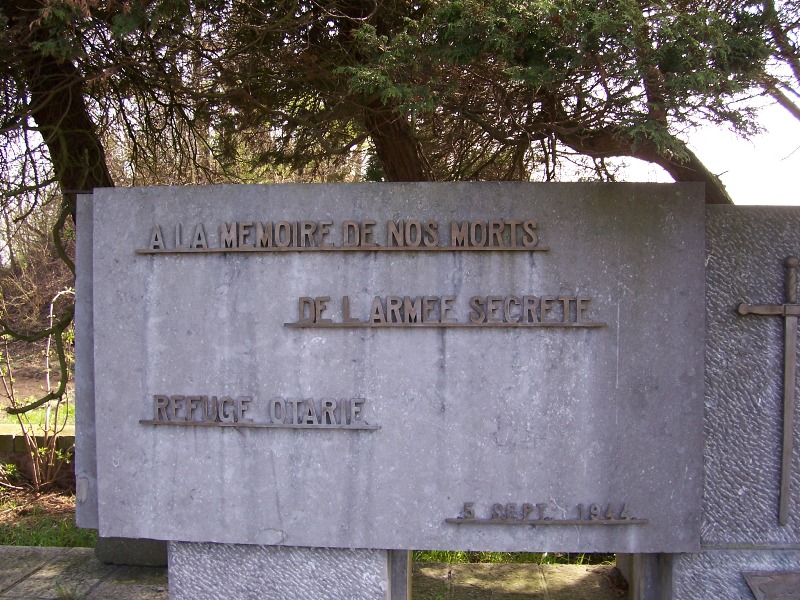 A LA MEMOIRE DE NOS MORTS
DE L ARMEE SECRETE
REFUGE OTARIE
5 SEPT. 1944.